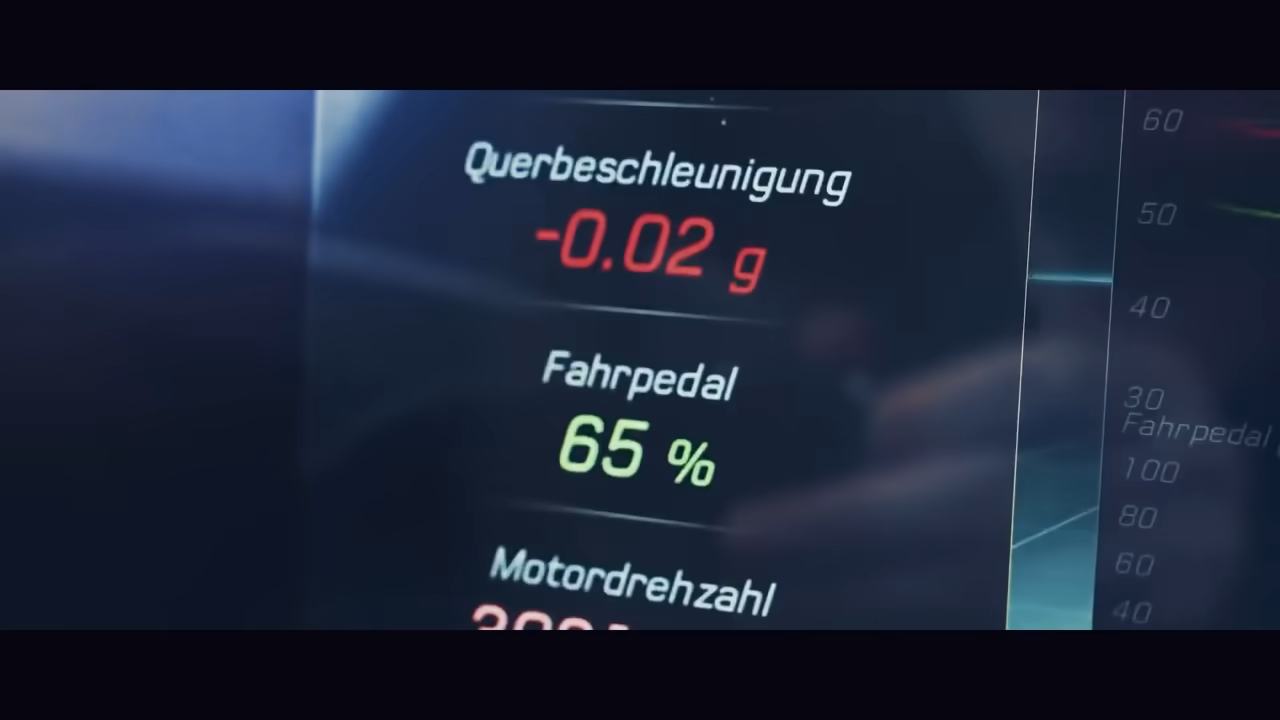 Querbeschleunigung
-0.02 g
Fahrpedal
65 %
Motordrehzahl
60
50
40
30
Fahrpedal
100
80
60
40